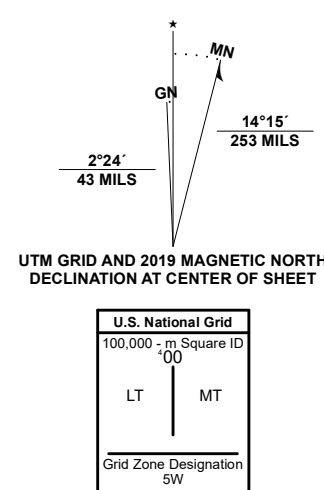 ★
MN
GN
14°15´
253 MILS
2°24´
43 MILS
UTM GRID AND 2019 MAGNETIC NORTH
DECLINATION AT CENTER OF SHEET
U.S. National Grid
100,000 - m Square ID
⁴00
LT MT
Grid Zone Designation
5W